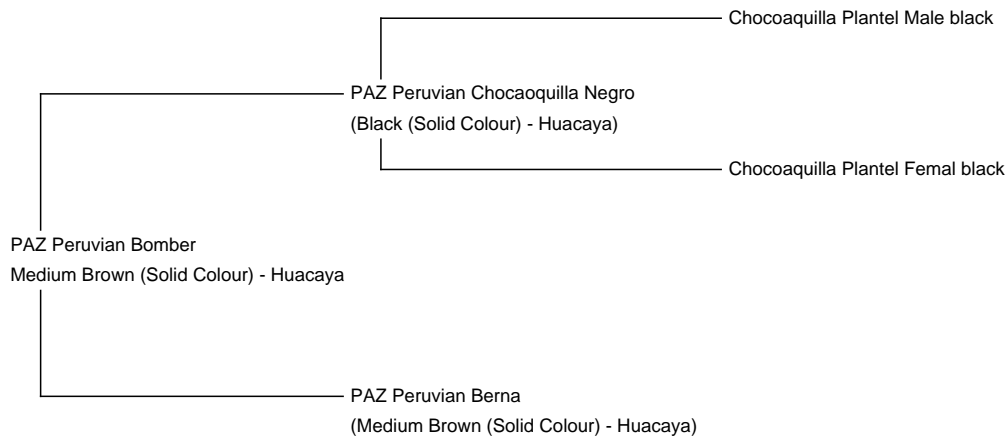 Chocoaquilla Plantel Male black
PAZ Peruvian Chocaoquilla Negro
(Black (Solid Colour) - Huacaya)
Chocoaquilla Plantel Femal black
PAZ Peruvian Bomber
Medium Brown (Solid Colour) - Huacaya
PAZ Peruvian Berna
(Medium Brown (Solid Colour) - Huacaya)